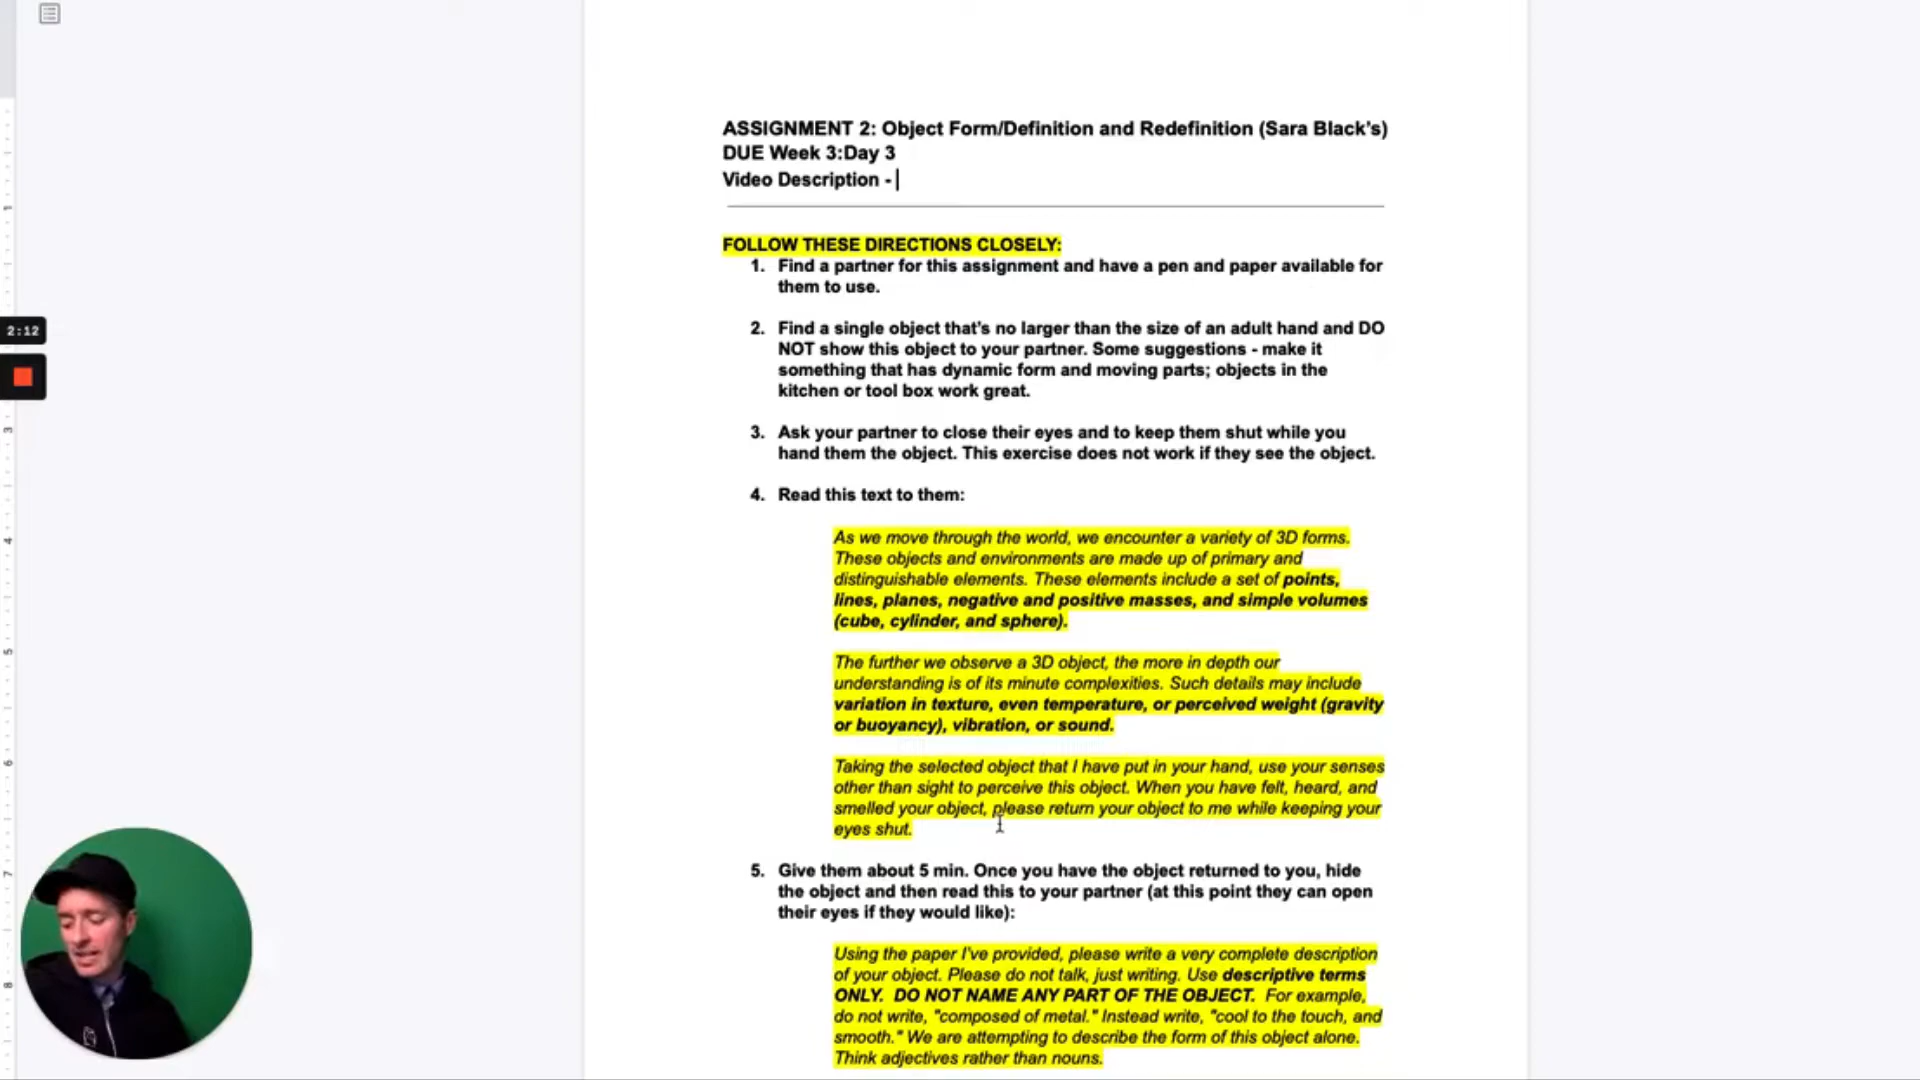 ASSIGNMENT 2: Object Form/Definition and Redefinition (Sara Black's)
DUE Week 3:Day 3
Video Description -
FOLLOW THESE DIRECTIONS CLOSELY:
1. Find a partner for this assignment and have a pen and paper available for
them to use.
2. Find a single object that's no larger than the size of an adult hand and DO
NOT show this object to your partner. Some suggestions - make it
something that has dynamic form and moving parts; objects in the
kitchen or tool box work great.
3. Ask your partner to close their eyes and to keep them shut while you
hand them the object. This exercise does not work if they see the object.
4. Read this text to them:
As we move through the world, we encounter a variety of 3D forms.
These objects and environments are made up of primary and
distinguishable elements. These elements include a set of points,
lines, planes, negative and positive masses, and simple volumes
(cube, cylinder, and sphere).
The further we observe a 3D object, the more in depth our
understanding is of its minute complexities. Such details may include
variation in texture, even temperature, or perceived weight (gravity
or buoyancy), vibration, or sound.
Taking the selected object that I have put in your hand, use your senses
other than sight to perceive this object. When you have felt, heard, and
smelled your object, please return your object to me while keeping your
eyes shut.
5. Give them about 5 min. Once you have the object returned to you, hide
the object and then read this to your partner (at this point they can open
their eyes if they would like):
Using the paper I've provided, please write a very complete description
of your object. Please do not talk, just writing. Use descriptive terms
ONLY. DO NOT NAME ANY PART OF THE OBJECT. For example,
do not write, "composed of metal." Instead write, "cool to the touch, and
smooth." We are attempting to describe the form of this object alone.
Think adjectives rather than nouns.
2:12
1
3
4
5
6
7
8